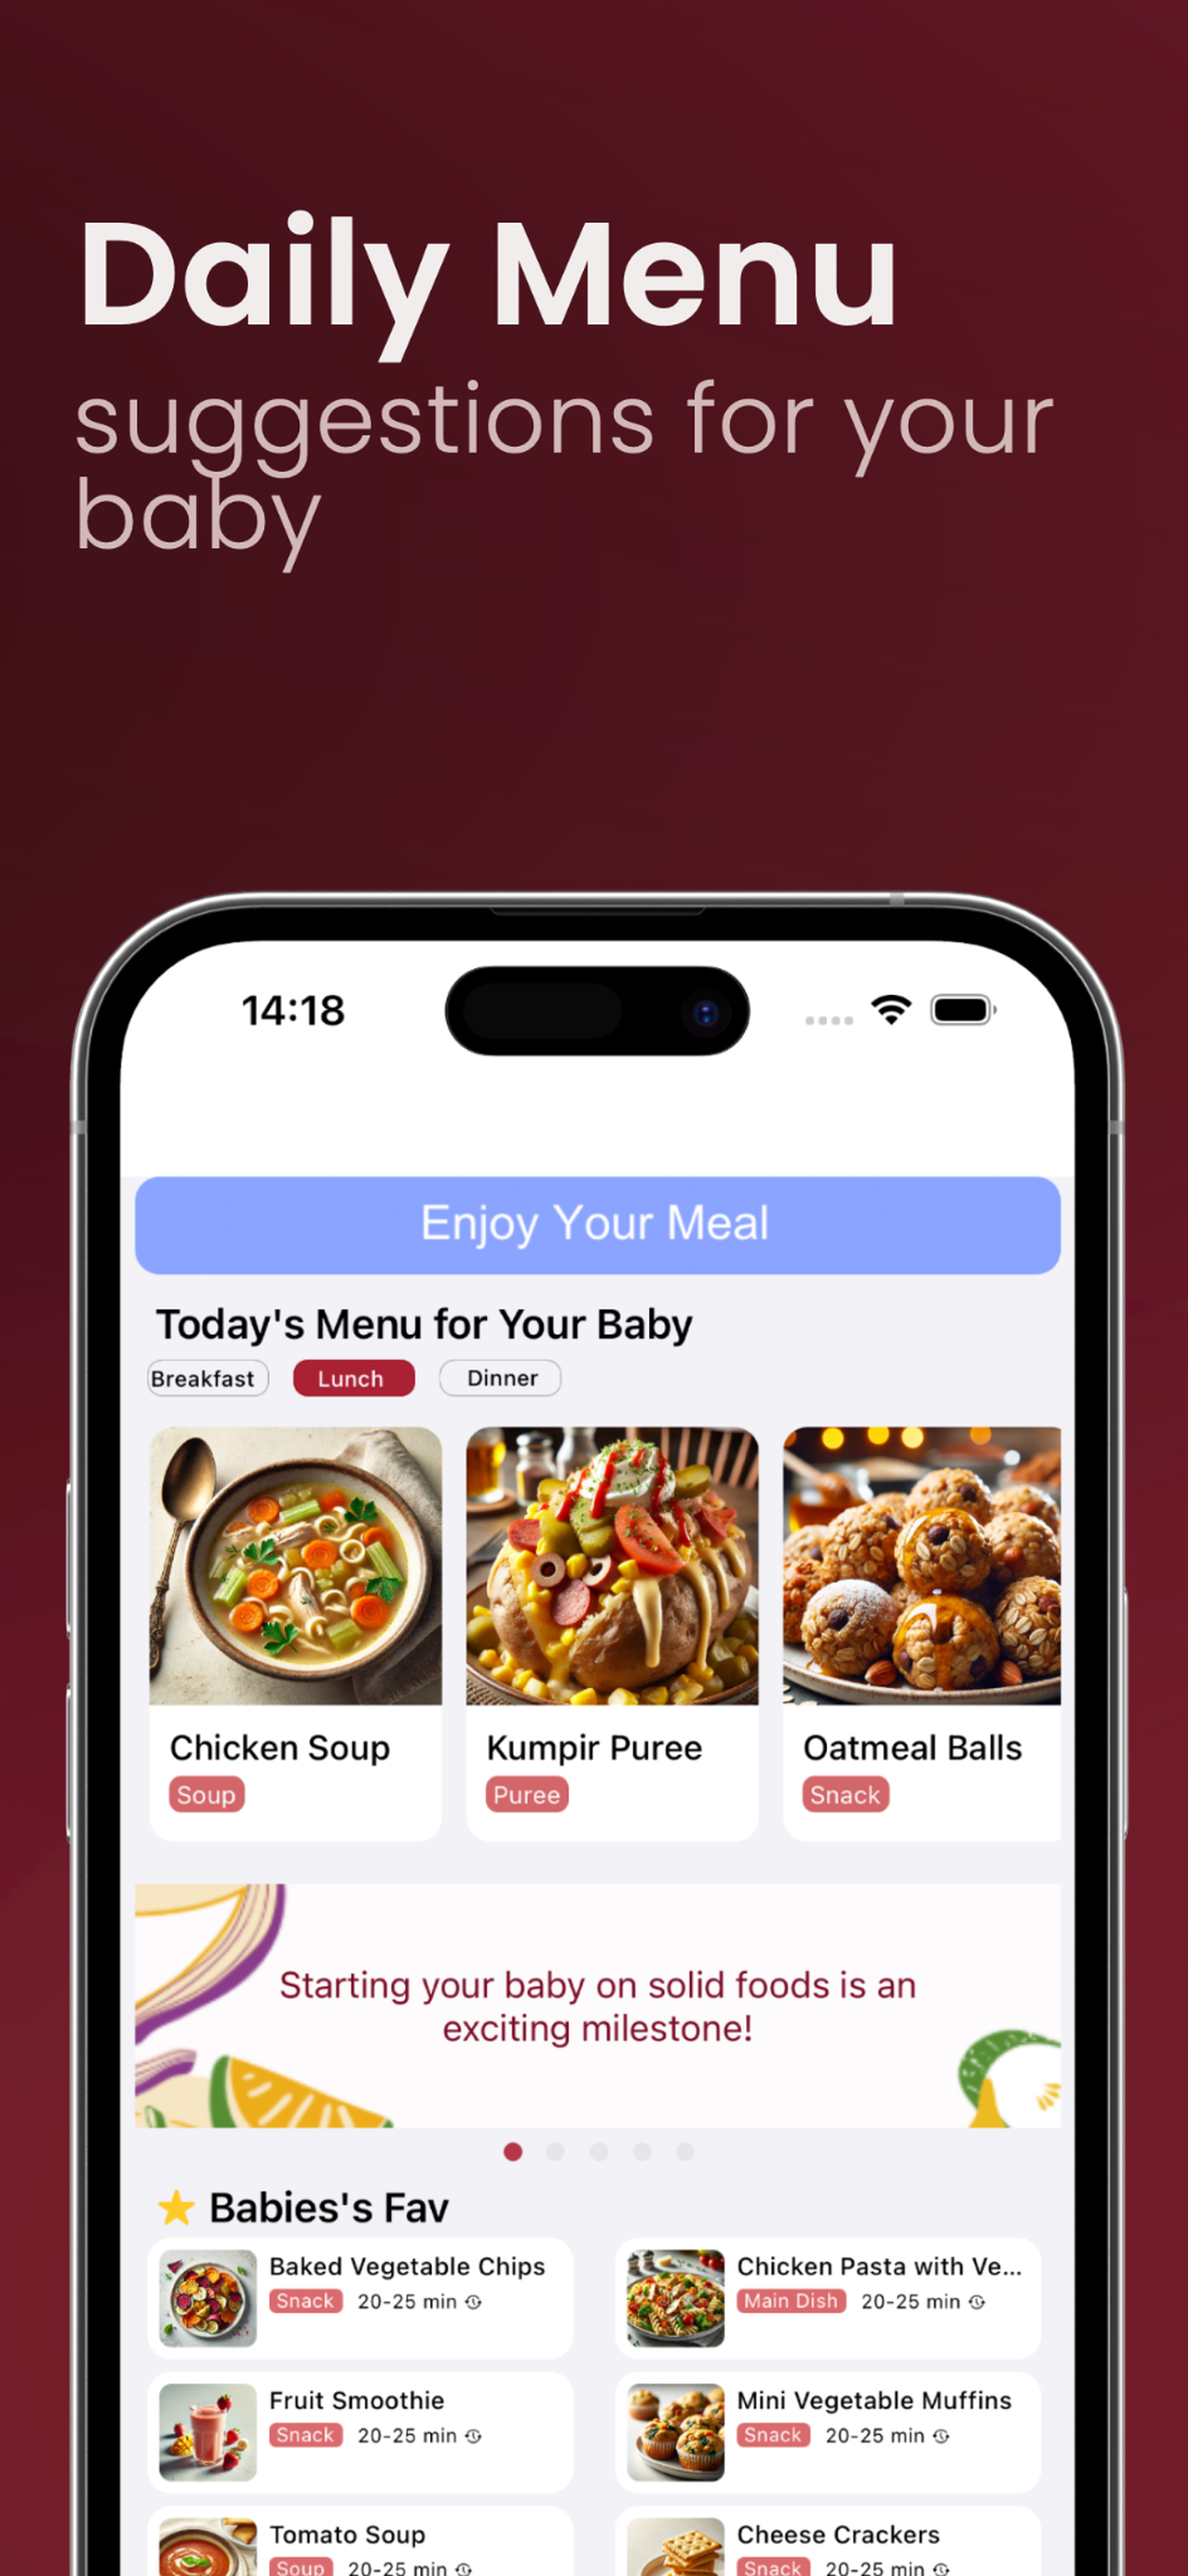 Daily Menu
suggestions for your
baby
14:18
Enjoy Your Meal
Today's Menu for Your Baby
Breakfast Lunch Dinner
Chicken Soup
Soup
Kumpir Puree
Puree
Oatmeal Balls
Snack
Starting your baby on solid foods is an
exciting milestone!
Babies's Fav
Baked Vegetable Chips
Snack 20-25 min
Chicken Pasta with Ve...
Main Dish 20-25 min
Fruit Smoothie
Snack 20-25 min
Mini Vegetable Muffins
Snack 20-25 min
Tomato Soup
Soup 20-25 min
Cheese Crackers
Snack 20-25 min